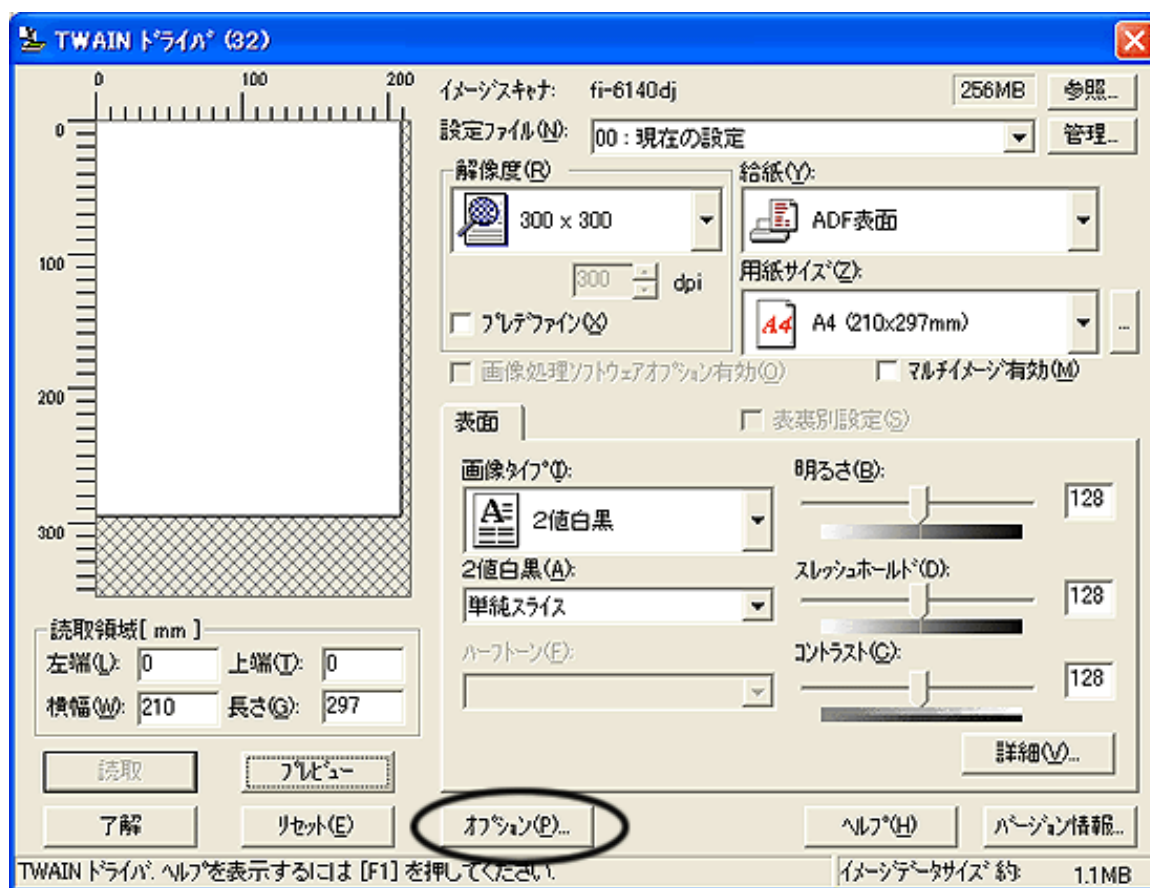 TWAIN ドライバ (32)
0 100 200
0
100
200
300
イメージスキャナ: fi-6140dj 256MB 参照...
設定ファイル(N): 00 : 現在の設定 管理...
解像度(R)
300 x 300
300 dpi
プレデファイン(X)
給紙(Y):
ADF表面
用紙サイズ(Z):
A4 A4 (210x297mm) ...
画像処理ソフトウェアオプション有効(O) マルチイメージ有効(M)
表面 表裏別設定(S)
画像タイプ(I):
2値白黒
2値白黒(A):
単純スライス
ハーフトーン(F):
明るさ(B):
128
スレッシュホールド(D):
128
コントラスト(C):
128
詳細(V)...
読取領域[ mm ]
左端(L): 0 上端(T): 0
横幅(W): 210 長さ(G): 297
読取 プレビュー
了解 リセット(E) オプション(P)... ヘルプ(H) バージョン情報...
TWAIN ドライバ. ヘルプを表示するには [F1] を押してください. イメージデータサイズ 約: 1.1MB